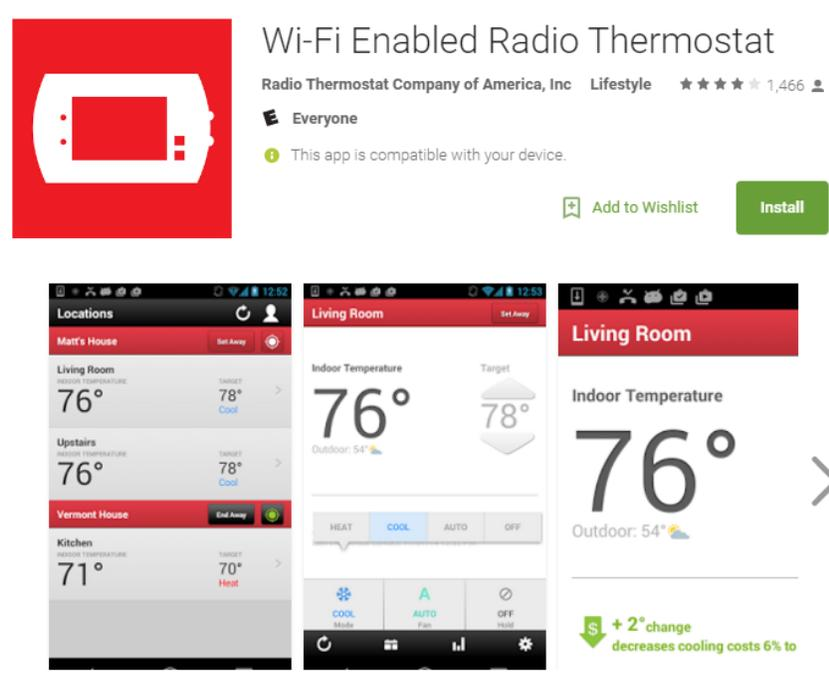 Wi-Fi Enabled Radio Thermostat
Radio Thermostat Company of America, Inc Lifestyle 1,466
E Everyone
This app is compatible with your device.
Add to Wishlist Install
12:52
Locations
Matt's House Set Away
Living Room
INDOOR TEMPERATURE TARGET
76° 78°
Cool
Upstairs
INDOOR TEMPERATURE TARGET
76° 78°
Cool
Vermont House End Away
Kitchen
INDOOR TEMPERATURE TARGET
71° 70°
Heat
12:53
Living Room Set Away
Indoor Temperature Target
76° 78°
Outdoor: 54°
HEAT COOL AUTO OFF
A
COOL AUTO OFF
Mode Fan Hold
Living Room
Indoor Temperature
76°
Outdoor: 54°
$ + 2° change
decreases cooling costs 6% to